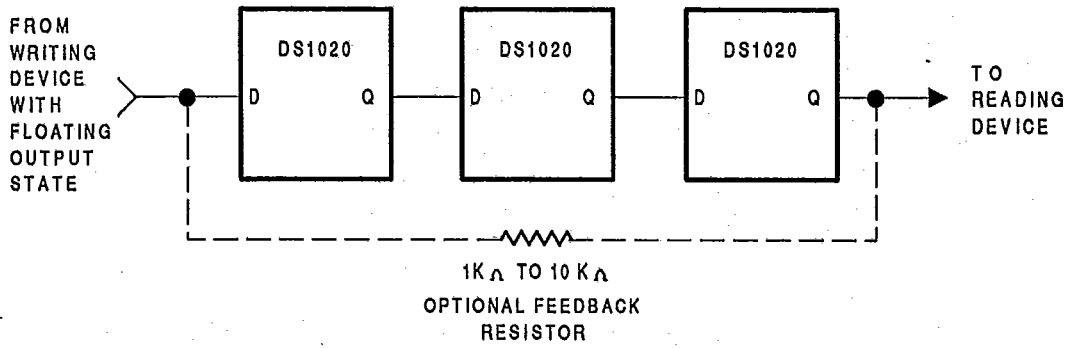 FROM
WRITING
DEVICE
WITH
FLOATING
OUTPUT
STATE
DS1020
D
Q
DS1020
D
Q
DS1020
D
Q
TO
READING
DEVICE
1K Ω TO 10 K Ω
OPTIONAL FEEDBACK
RESISTOR